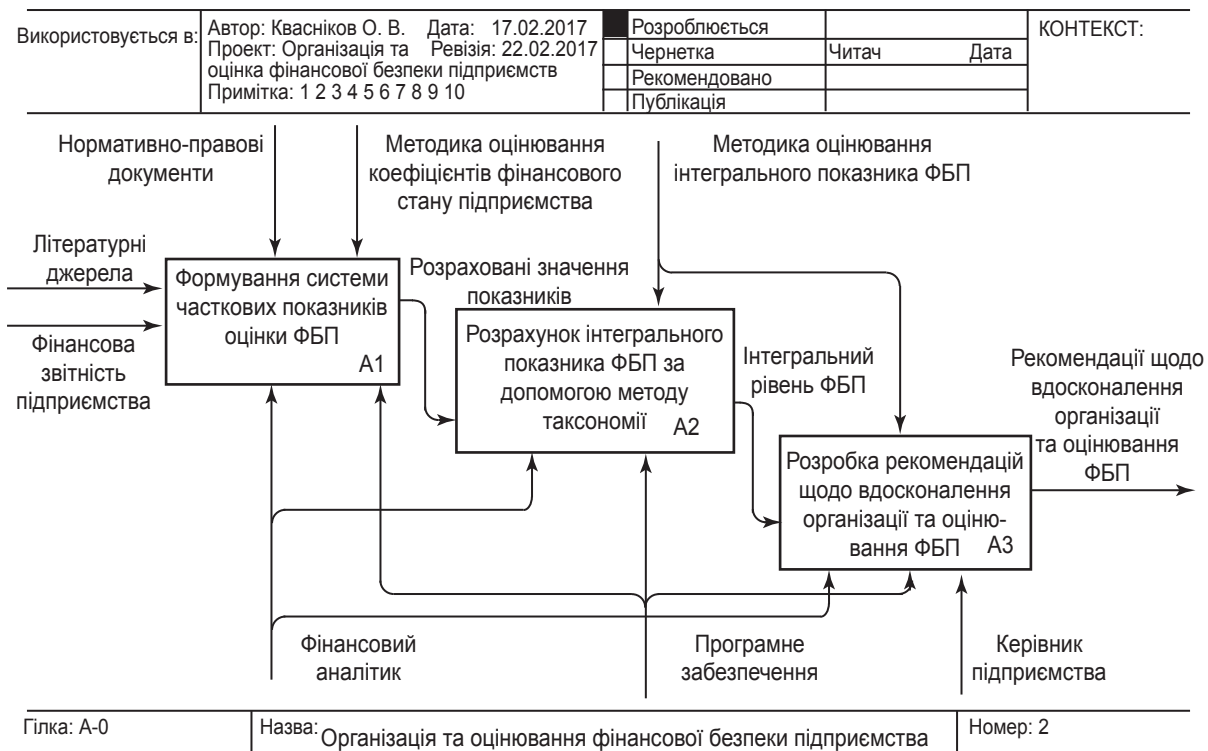 Використовується в:
Автор: Квасніков О. В. Дата: 17.02.2017
Проект: Організація та Ревізія: 22.02.2017
оцінка фінансової безпеки підприємств
Примітка: 1 2 3 4 5 6 7 8 9 10
Розроблюється
Чернетка
Рекомендовано
Публікація
Читач Дата
КОНТЕКСТ:
Нормативно-правові
документи
Методика оцінювання
коефіцієнтів фінансового
стану підприємства
Методика оцінювання
інтегрального показника ФБП
Літературні
джерела
Фінансова
звітність
підприємства
Формування системи
часткових показників
оцінки ФБП
А1
Розраховані значення
показників
Розрахунок інтегрального
показника ФБП за
допомогою методу
таксономії
А2
Інтегральний
рівень ФБП
Розробка рекомендацій
щодо вдосконалення
організації та оціню-
вання ФБП
А3
Рекомендації щодо
вдосконалення
організації
та оцінювання
ФБП
Фінансовий
аналітик
Програмне
забезпечення
Керівник
підприємства
Гілка: А-0
Назва: Організація та оцінювання фінансової безпеки підприємства
Номер: 2